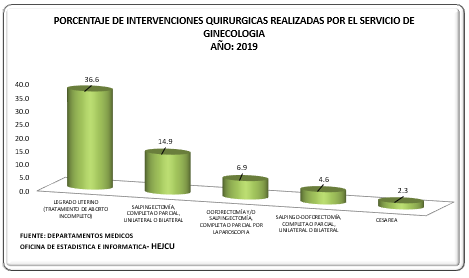 PORCENTAJE DE INTERVENCIONES QUIRURGICAS REALIZADAS POR EL SERVICIO DE
GINECOLOGIA
AÑO: 2019
40.0
35.0
30.0
25.0
20.0
15.0
10.0
5.0
0.0
36.6
14.9
6.9
4.6
2.3
LEGRADO UTERINO
(TRATAMIENTO DE ABORTO
INCOMPLETO)
SALPINGECTOMÍA,
COMPLETA O PARCIAL,
UNILATERAL O BILATERAL
OOFORECTOMÍA Y/O
SALPINGECTOMÍA,
COMPLETA O PARCIAL POR
LAPAROSCOPIA
SALPINGO-OOFORECTOMÍA,
COMPLETA O PARCIAL,
UNILATERAL O BILATERAL
CESAREA
FUENTE: DEPARTAMENTOS MEDICOS
OFICINA DE ESTADISTICA E INFORMATICA- HEJCU